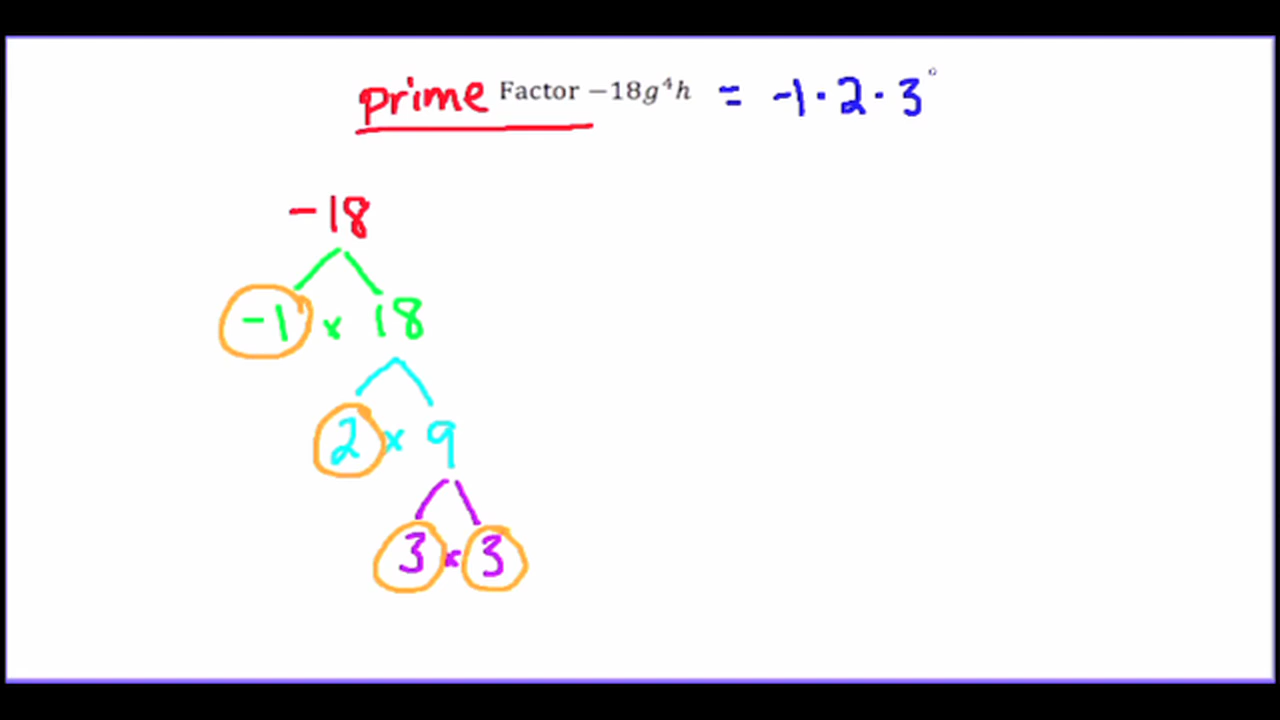 prime Factor −18g⁴h = -1 · 2 · 3
-18
-1 x 18
2 x 9
3 x 3